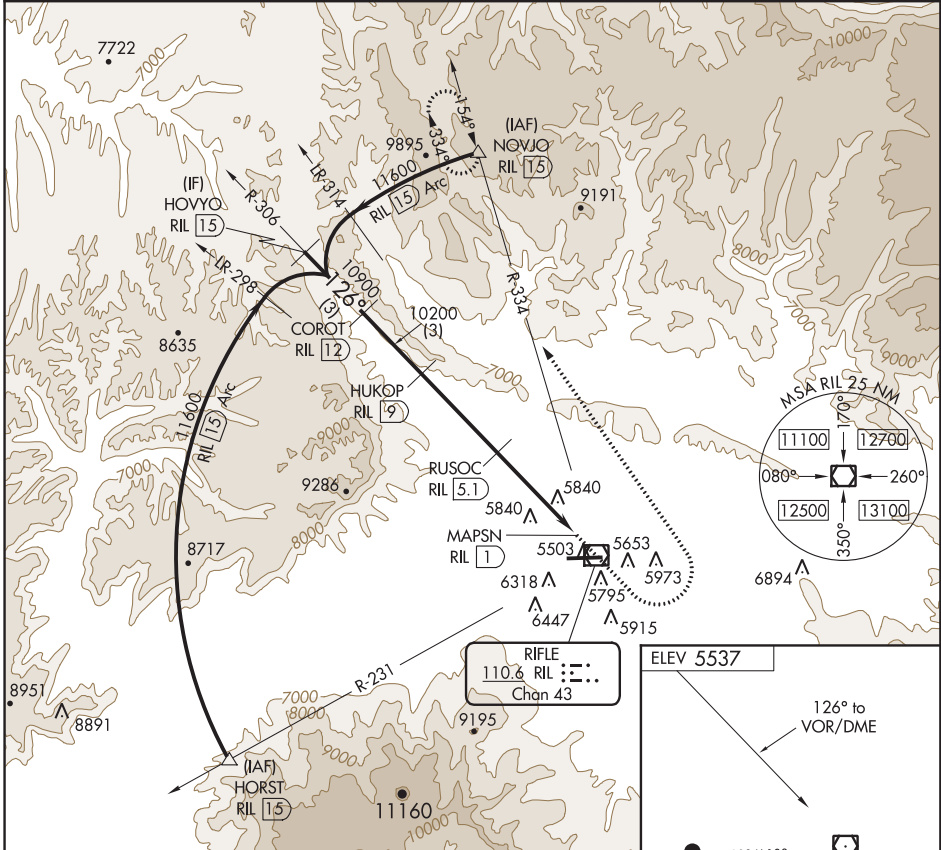 7722
7000
10000
154°
334°
(IAF)
NOVJO
RIL 15
9895
11600
RIL 15 Arc
9191
LR-314
(IF)
HOVYO
RIL 15
R-306
LR-298
8000
R-334
10900
126°
(3)
10200
(3)
COROT
RIL 12
7000
8635
HUKOP
RIL 9
9000
MSA RIL 25 NM
170°
11100
12700
080°
260°
12500
13100
350°
11600
RIL 15 Arc
9000
8000
7000
9286
RUSOC
RIL 5.1
5840
5840
MAPSN
RIL 1
5503
5653
5973
8717
6318
5795
6894
6447
5915
RIFLE
110.6 RIL
Chan 43
ELEV 5537
126° to
VOR/DME
R-231
8951
8891
7000
8000
9000
9195
(IAF)
HORST
RIL 15
11160
10000